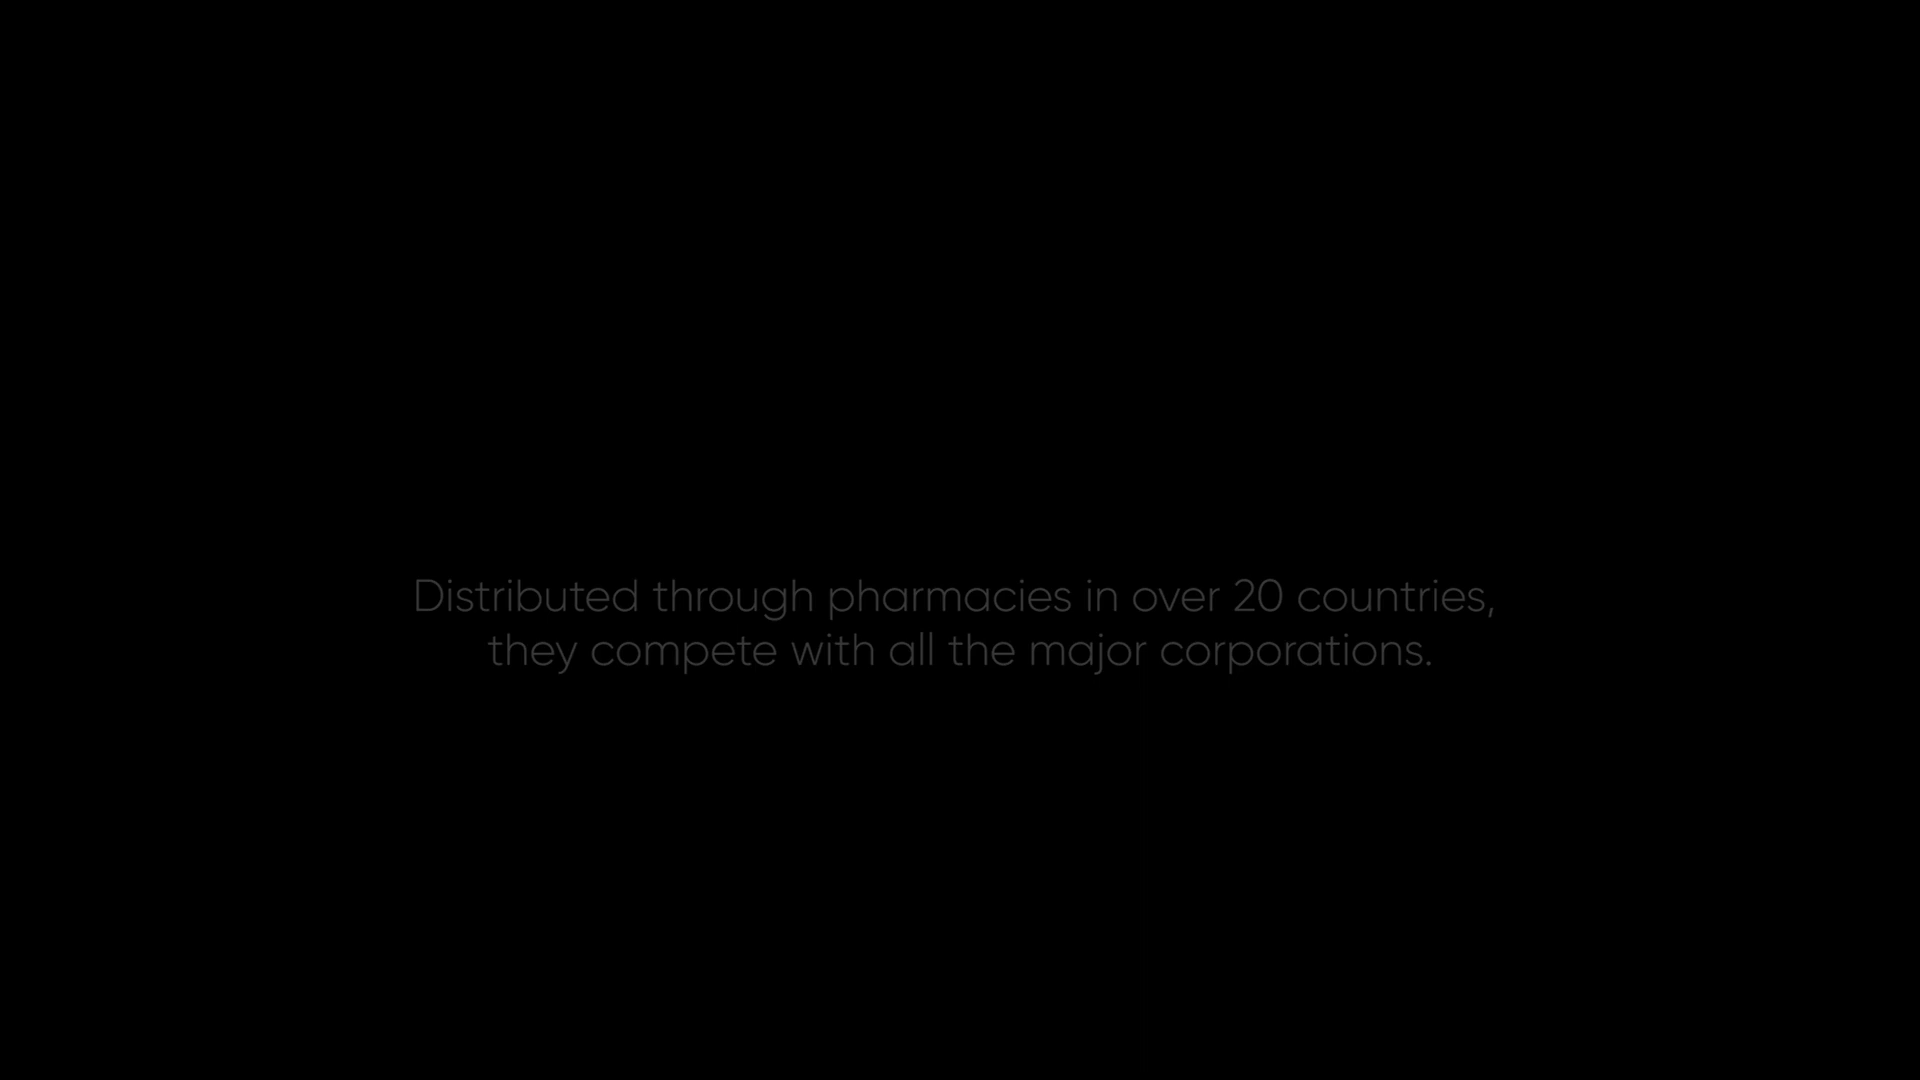 Distributed through pharmacies in over 20 countries,
they compete with all the major corporations.